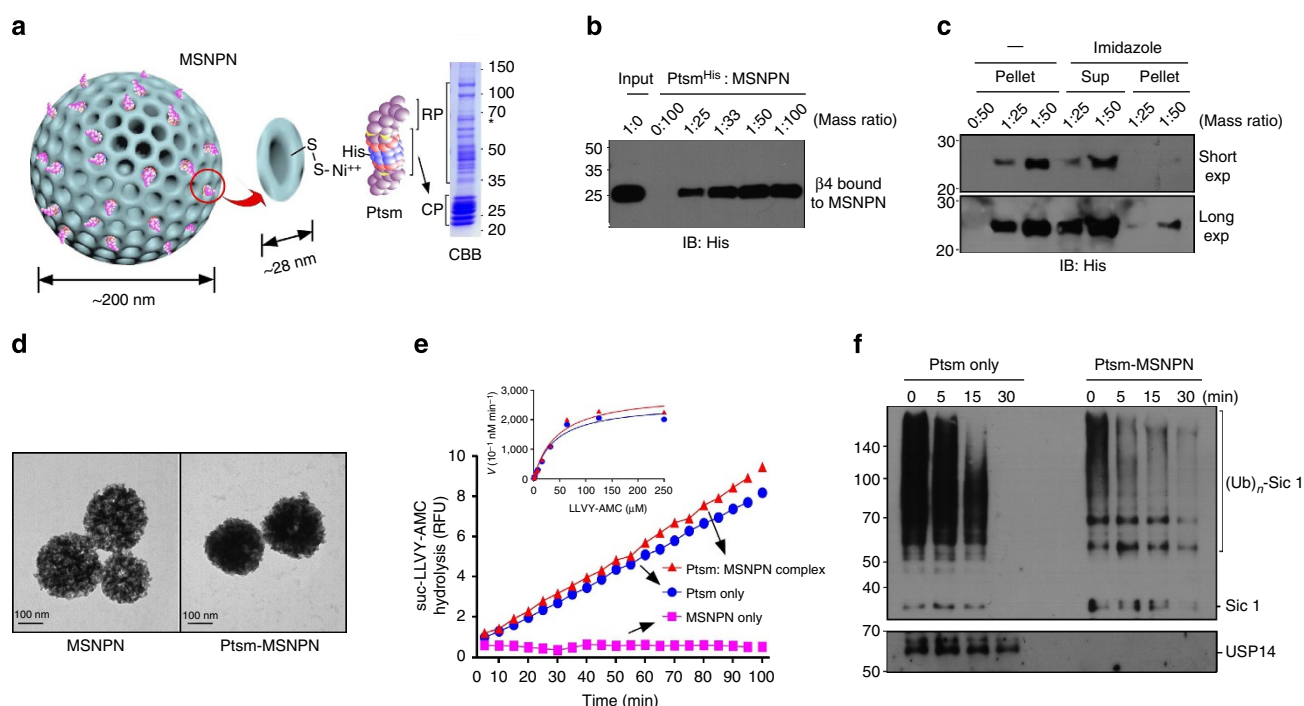 a
MSNPN
S
S
Ni++
His
RP
CP
Ptsm
150
100
70
*
50
35
25
20
CBB
~28 nm
~200 nm
b
Input PtsmHis : MSNPN
1:0 0:100 1:25 1:33 1:50 1:100 (Mass ratio)
50
35
25
β4 bound
to MSNPN
IB: His
c
— Imidazole
Pellet Sup Pellet
0:50 1:25 1:50 1:25 1:50 1:25 1:50 (Mass ratio)
30
20
Short
exp
30
20
Long
exp
IB: His
d
100 nm 100 nm
MSNPN Ptsm-MSNPN
e
3,000
2,000
1,000
0
V (10−1 nM min−1)
0 50 100 150 200 250
LLVY-AMC (μM)
10
8
6
4
2
0
suc-LLVY-AMC
hydrolysis (RFU)
Ptsm: MSNPN complex
Ptsm only
MSNPN only
0 10 20 30 40 50 60 70 80 90 100
Time (min)
f
Ptsm only Ptsm-MSNPN
0 5 15 30 0 5 15 30 (min)
140
100
70
50
40
(Ub)n-Sic 1
Sic 1
70
50
USP14